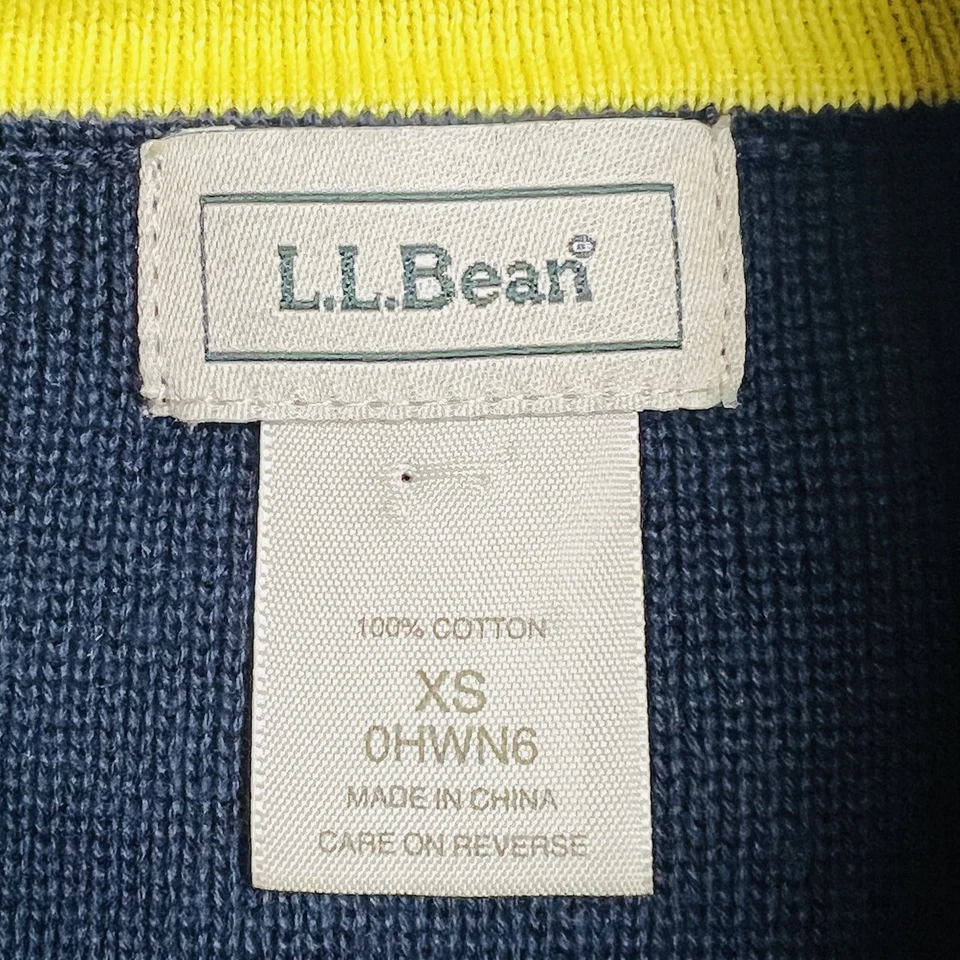 L.L.Bean®
100% COTTON
XS
0HWN6
MADE IN CHINA
CARE ON REVERSE